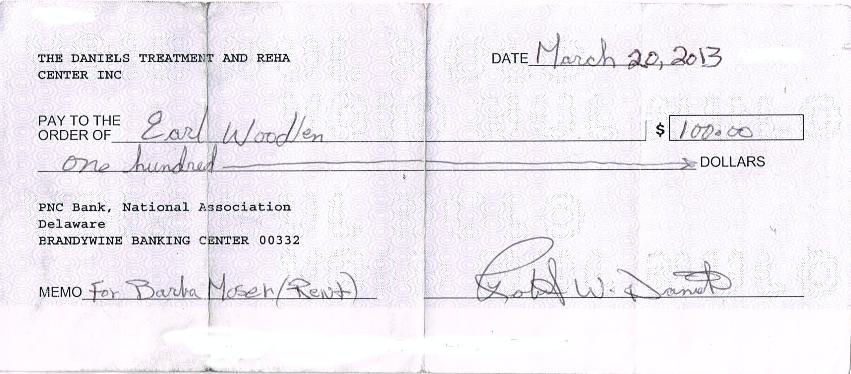 THE DANIELS TREATMENT AND REHA
CENTER INC
DATE March 20, 2013
PAY TO THE
ORDER OF Earl Woodlen
$ 100.00
one hundred DOLLARS
PNC Bank, National Association
Delaware
BRANDYWINE BANKING CENTER 00332
MEMO For Barba Moser (Rent)
W. Daniels